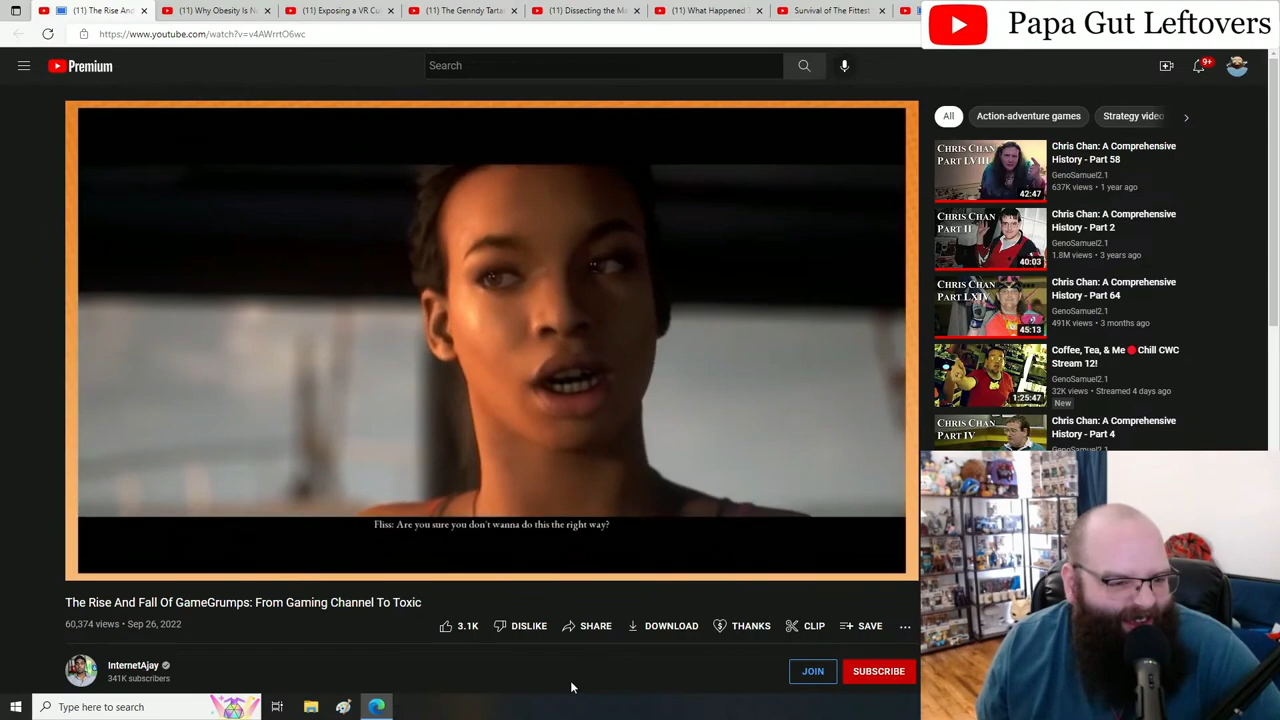 (11) The Rise And
(11) Why Obesity Is N
(11) Exposing a VR Cu
(11) The Genndy Tarta
(11) Dissecting the Ma
(11) What Happened T
Survival of The Fittest
Papa Gut Leftovers
https://www.youtube.com/watch?v=v4AWrrtO6wc
Premium
Search
9+
All
Action-adventure games
Strategy video
CHRIS CHAN
PART LVIII
42:47
Chris Chan: A Comprehensive
History - Part 58
GenoSamuel2.1
637K views • 1 year ago
CHRIS CHAN
PART II
40:03
Chris Chan: A Comprehensive
History - Part 2
GenoSamuel2.1
1.8M views • 3 years ago
CHRIS CHAN
PART LXIV
45:13
Chris Chan: A Comprehensive
History - Part 64
GenoSamuel2.1
491K views • 3 months ago
1:25:47
Coffee, Tea, & Me 🔴 Chill CWC
Stream 12!
GenoSamuel2.1
32K views • Streamed 4 days ago
New
CHRIS CHAN
PART IV
Chris Chan: A Comprehensive
History - Part 4
GenoSamuel2.1
Fliss: Are you sure you don't wanna do this the right way?
The Rise And Fall Of GameGrumps: From Gaming Channel To Toxic
60,374 views • Sep 26, 2022
3.1K
DISLIKE
SHARE
DOWNLOAD
THANKS
CLIP
SAVE
InternetAjay
341K subscribers
JOIN
SUBSCRIBE
Type here to search